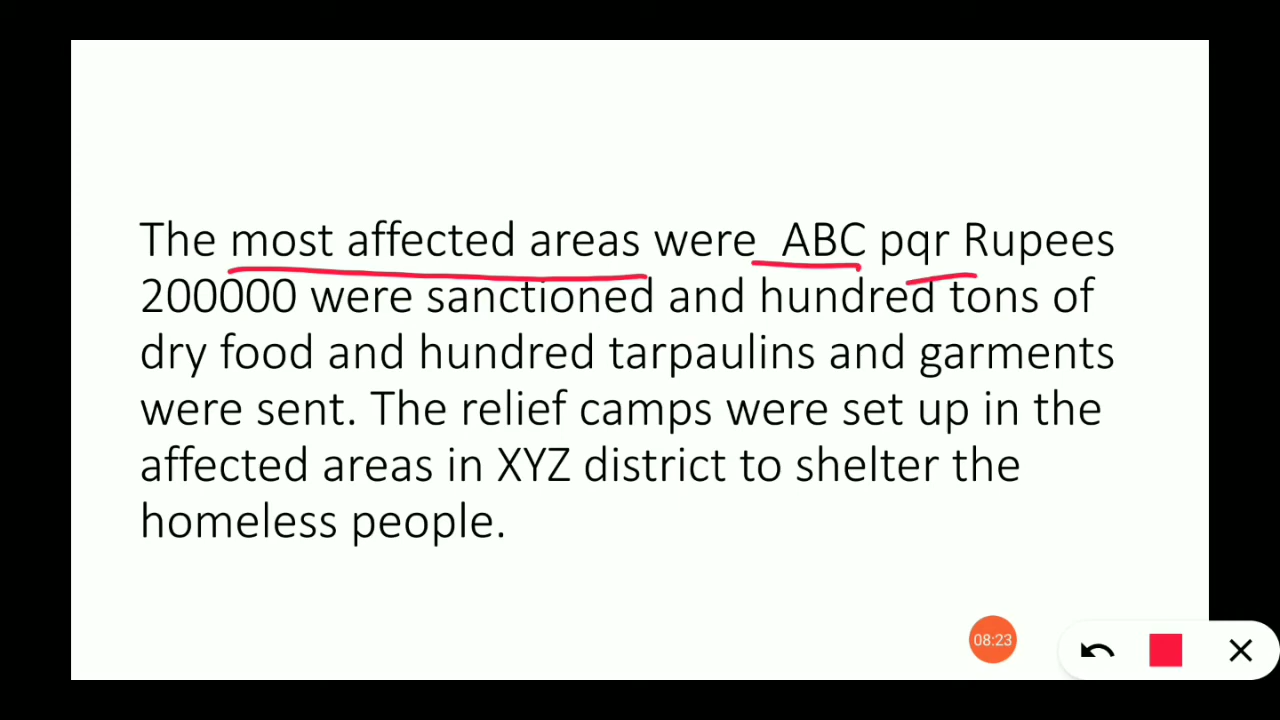 The most affected areas were  ABC pqr Rupees
200000 were sanctioned and hundred tons of
dry food and hundred tarpaulins and garments
were sent. The relief camps were set up in the
affected areas in XYZ district to shelter the
homeless people.
08:23